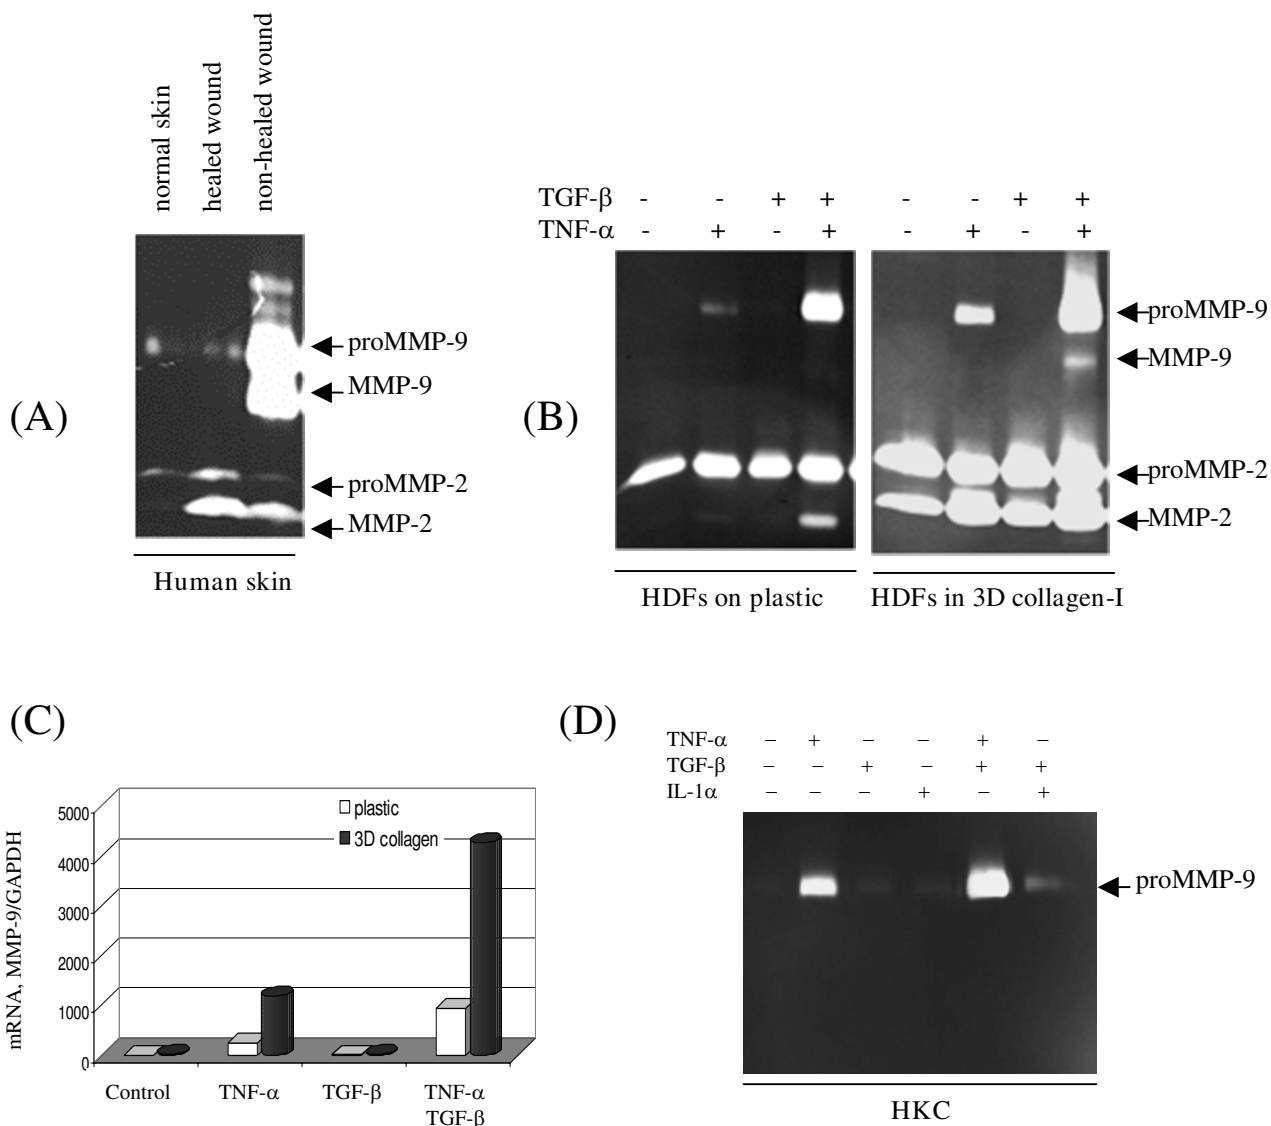 normal skin
healed wound
non-healed wound
(A)
proMMP-9
MMP-9
proMMP-2
MMP-2
Human skin
(B)
TGF-β - - + + - - + +
TNF-α - + - + - + - +
proMMP-9
MMP-9
proMMP-2
MMP-2
HDFs on plastic
HDFs in 3D collagen-I
(C)
mRNA, MMP-9/GAPDH
5000
4000
3000
2000
1000
0
plastic
3D collagen
Control
TNF-α
TGF-β
TNF-α
TGF-β
(D)
TNF-α − + − − + −
TGF-β − − + − + +
IL-1α − − − + − +
proMMP-9
HKC